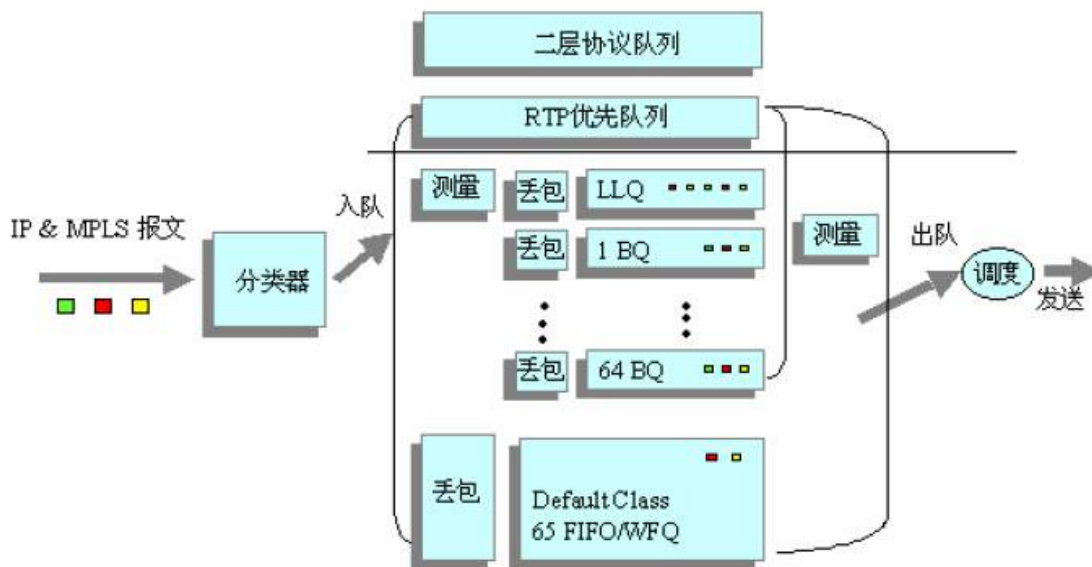 二层协议队列
RTP优先队列
测量
丢包
LLQ
入队
IP & MPLS 报文
分类器
丢包
1 BQ
测量
出队
调度
发送
丢包
64 BQ
丢包
Default Class
65 FIFO/WFQ